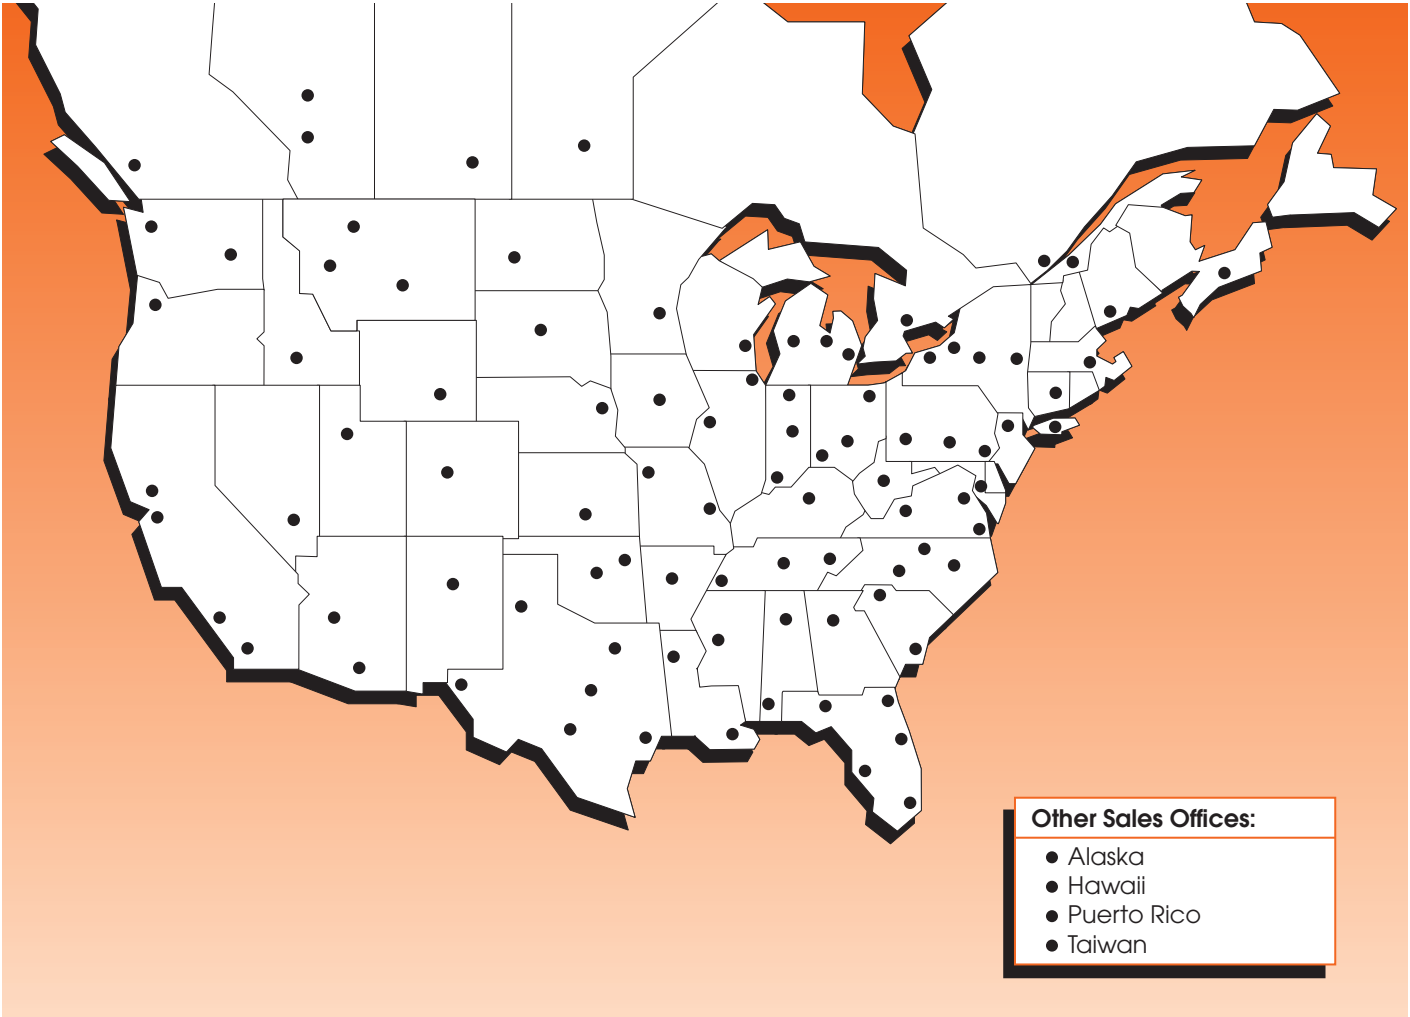 Other Sales Offices:
● Alaska
● Hawaii
● Puerto Rico
● Taiwan